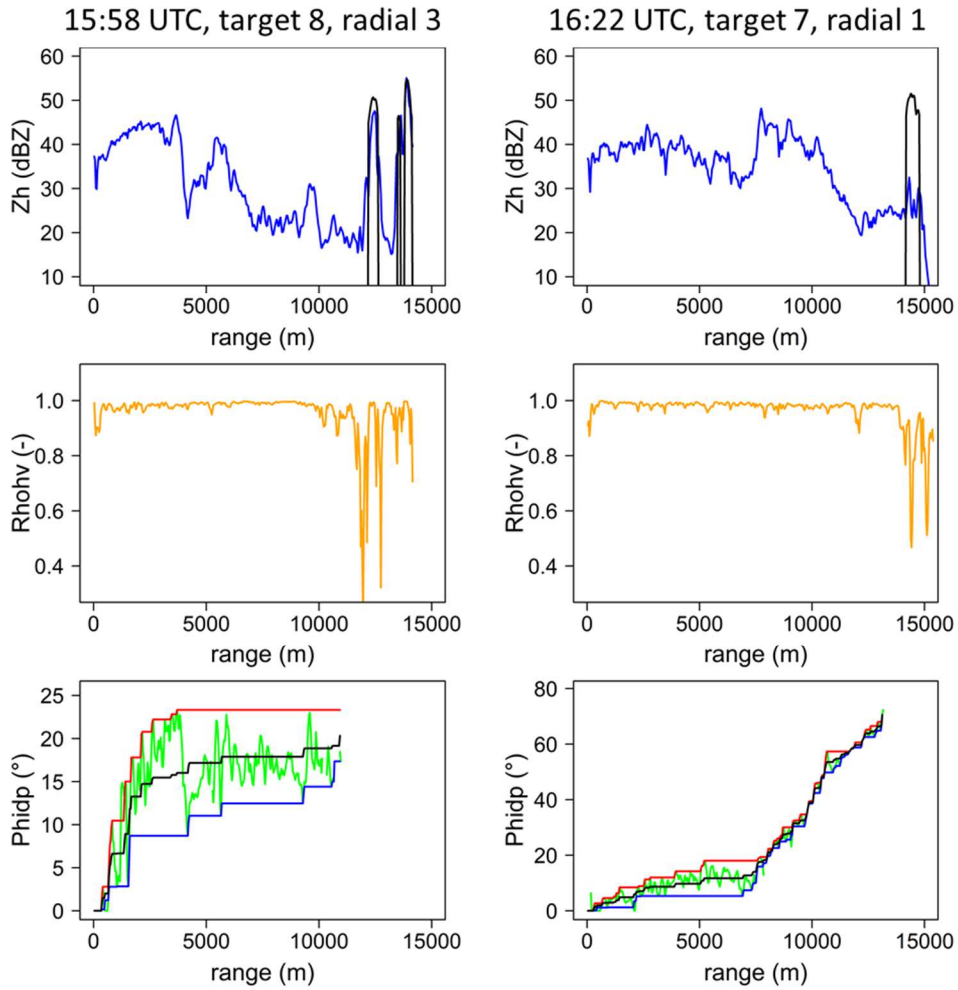 15:58 UTC, target 8, radial 3
16:22 UTC, target 7, radial 1
Zh (dBZ)
60
50
40
30
20
10
0 5000 10000 15000
range (m)
Zh (dBZ)
60
50
40
30
20
10
0 5000 10000 15000
range (m)
Rhohv (-)
1.0
0.8
0.6
0.4
0 5000 10000 15000
range (m)
Rhohv (-)
1.0
0.8
0.6
0.4
0 5000 10000 15000
range (m)
Phidp (°)
25
20
15
10
5
0
0 5000 10000 15000
range (m)
Phidp (°)
80
60
40
20
0
0 5000 10000 15000
range (m)